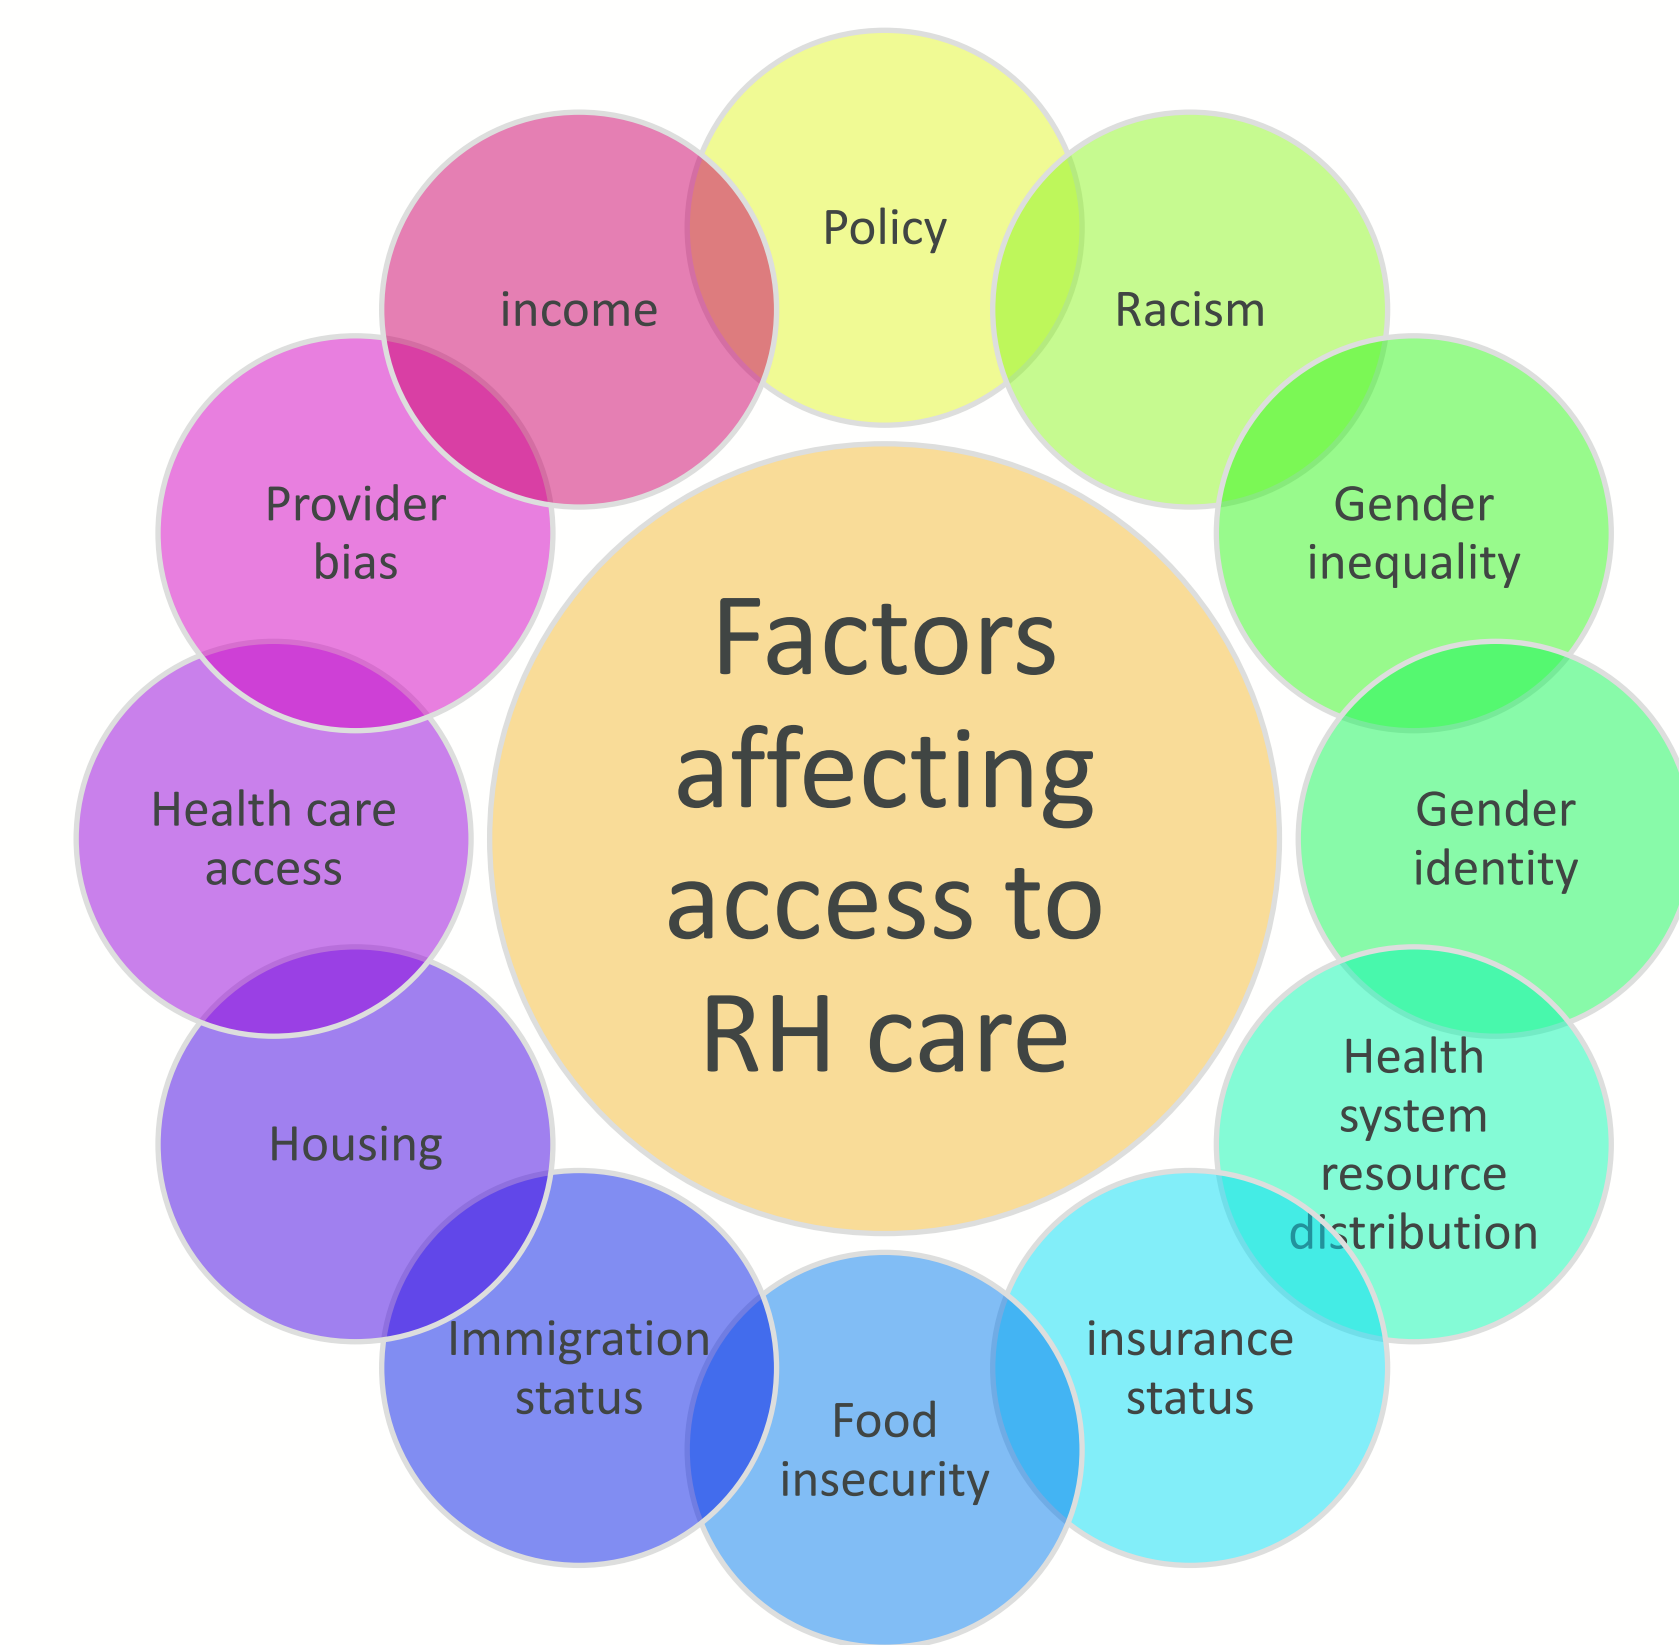 Policy
Racism
Gender
inequality
Gender
identity
Health
system
resource
distribution
insurance
status
Food
insecurity
Immigration
status
Housing
Health care
access
Provider
bias
income
Factors
affecting
access to
RH care